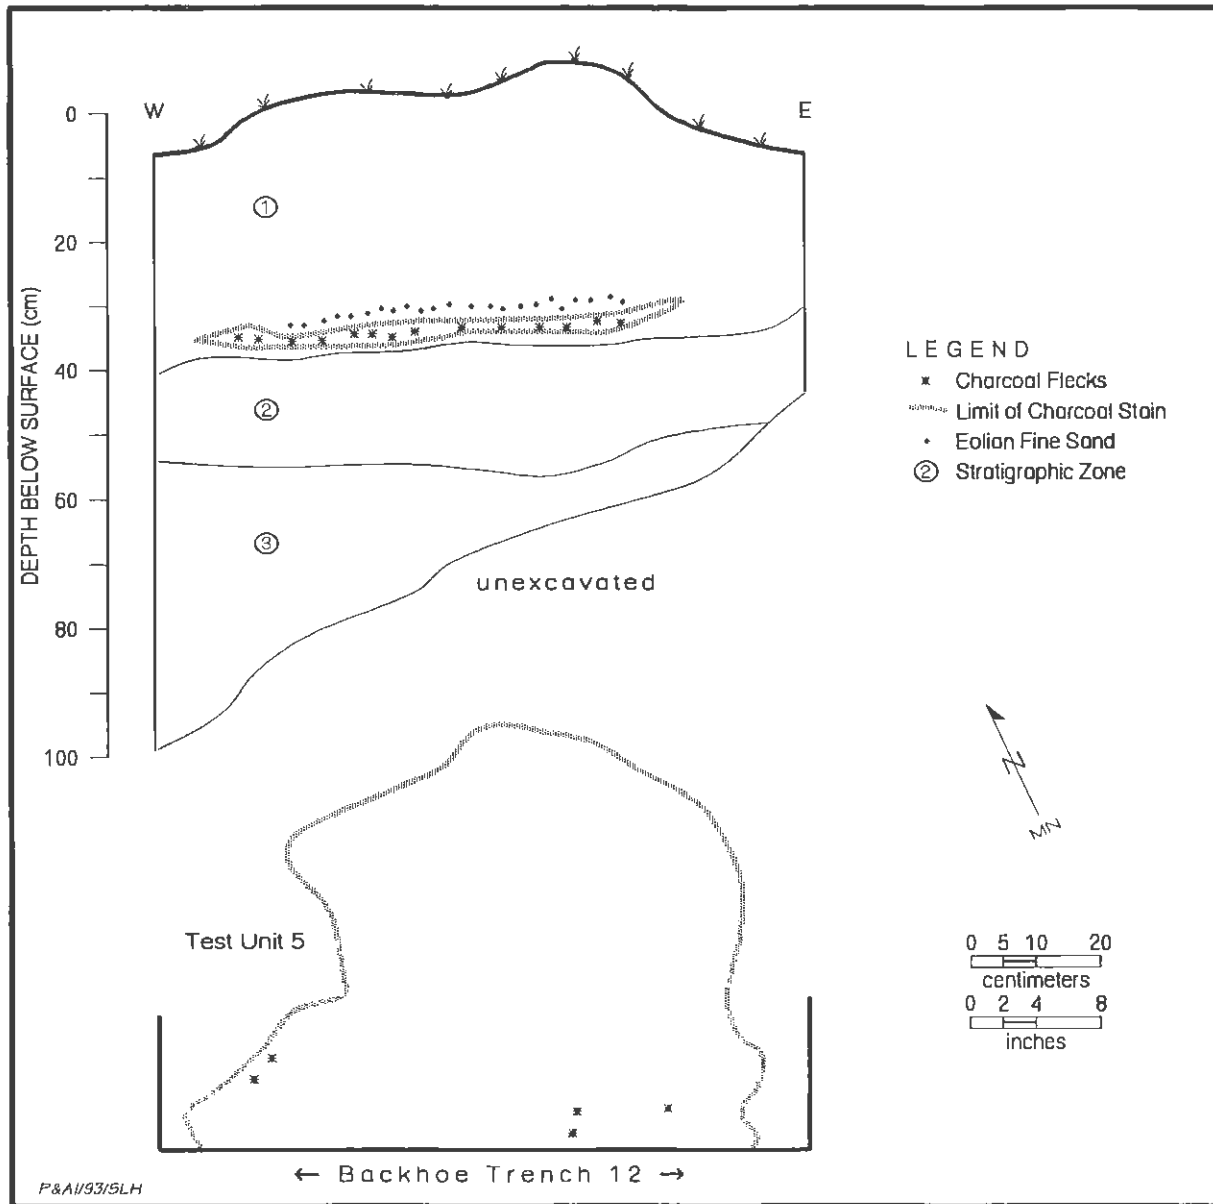 W
E
0
20
40
60
80
100
DEPTH BELOW SURFACE (cm)
1
2
3
unexcavated
LEGEND
Charcoal Flecks
Limit of Charcoal Stain
Eolian Fine Sand
2 Stratigraphic Zone
N
MN
Test Unit 5
0 5 10 20
centimeters
0 2 4 8
inches
← Backhoe Trench 12 →
P&AI/93/SLH